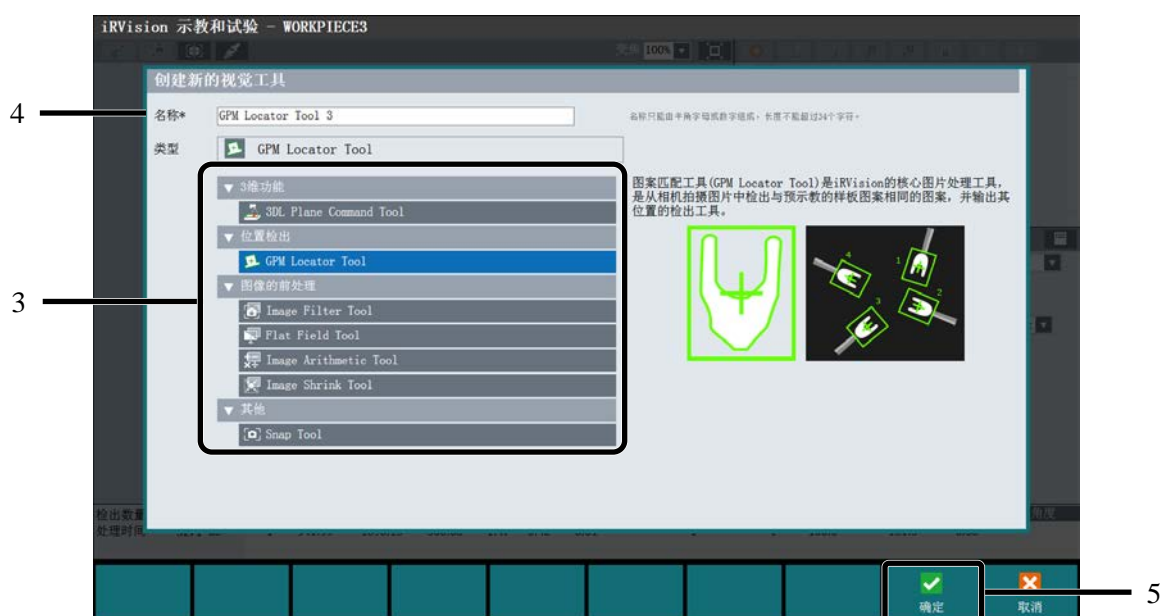 iRVision 示教和试验 - WORKPIECE3
100%
创建新的视觉工具
4
名称*
GPM Locator Tool 3
名称只能由半角字母或数字组成。长度不能超过34个字符。
类型
GPM Locator Tool
3维功能
3DL Plane Command Tool
位置检出
GPM Locator Tool
图像的前处理
3
Image Filter Tool
Flat Field Tool
Image Arithmetic Tool
Image Shrink Tool
其他
Snap Tool
图案匹配工具(GPM Locator Tool)是iRVision的核心图片处理工具，
是从相机拍摄图片中检出与预示教的样板图案相同的图案，并输出其
位置的检出工具。
4
1
2
3
检出数量
角度
处理时间
确定
取消
5